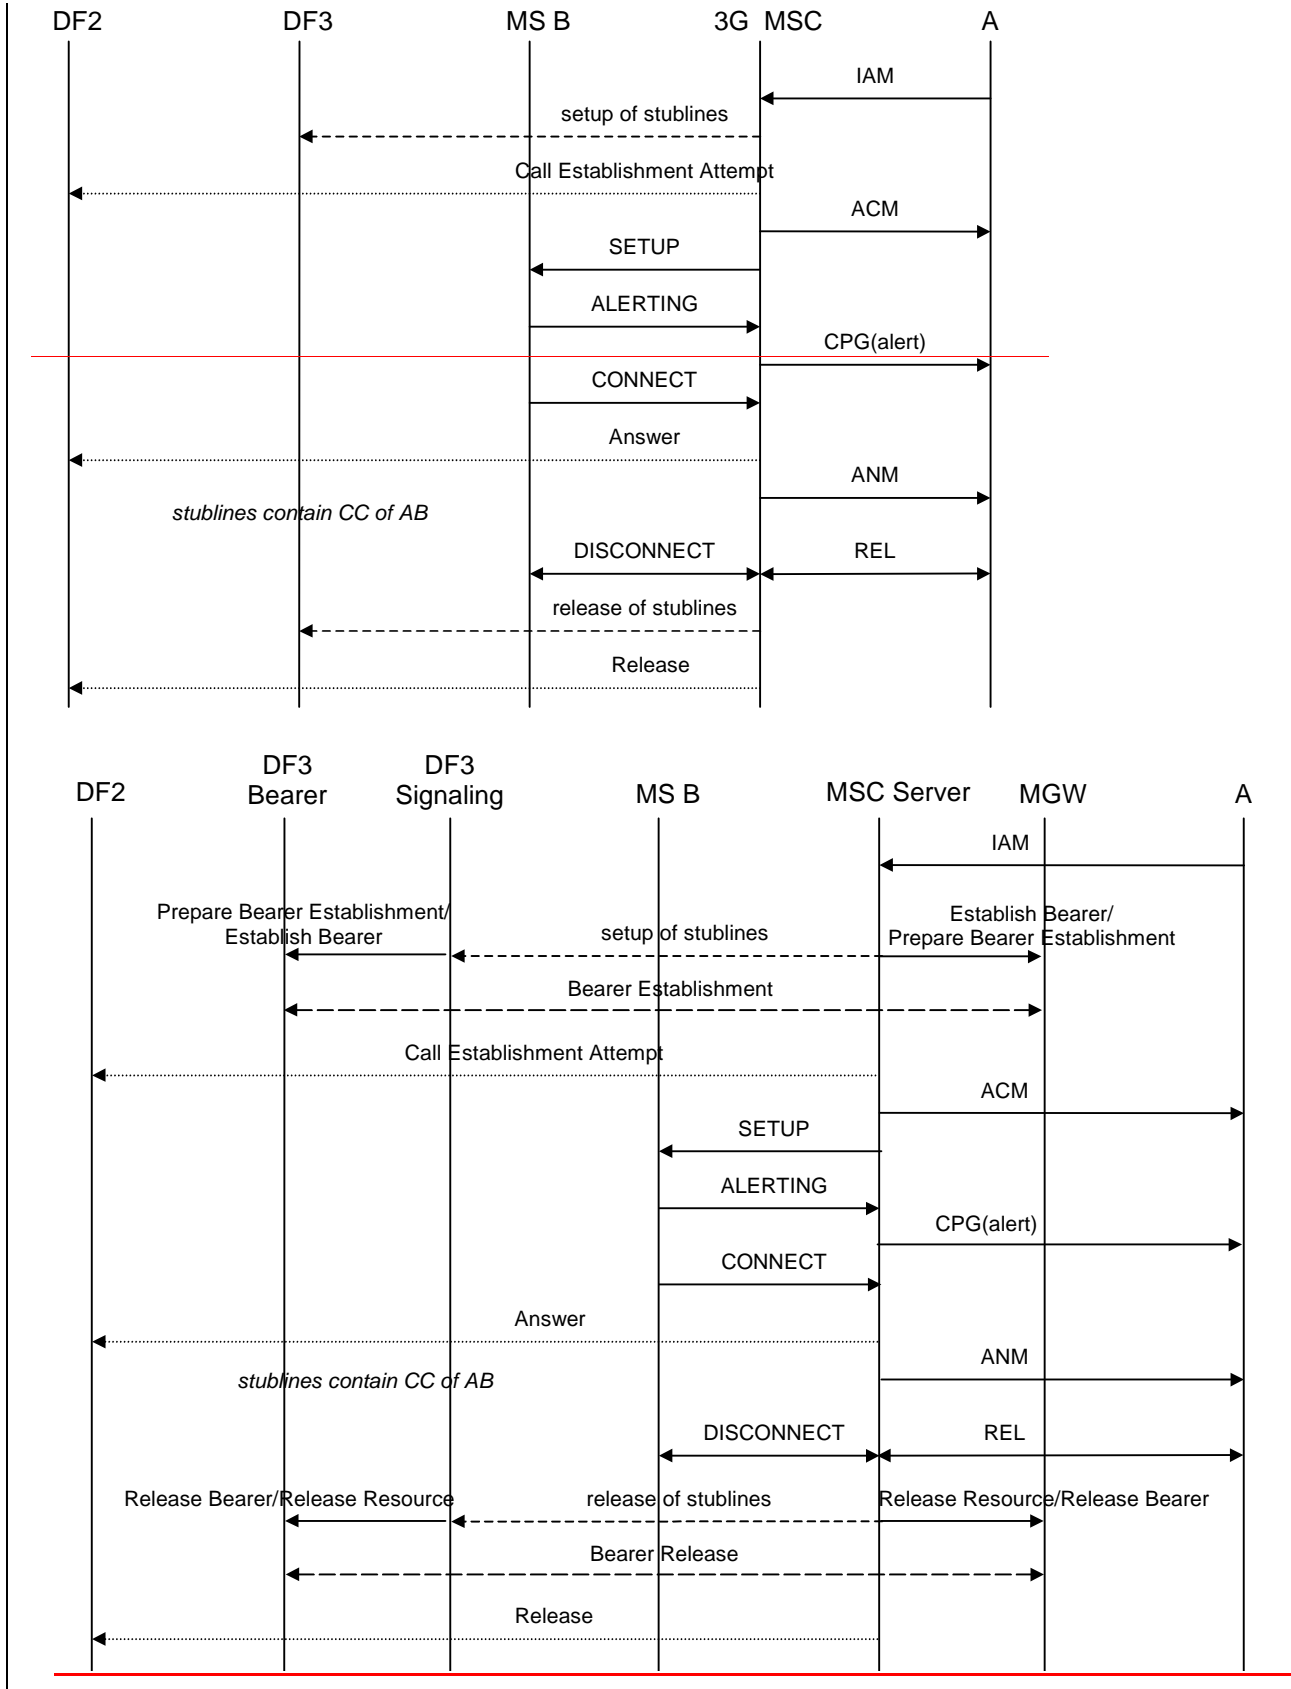 DF2 DF3 MS B 3G MSC A
IAM
setup of stublines
Call Establishment Attempt
ACM
SETUP
ALERTING
CPG(alert)
CONNECT
Answer
ANM
stublines contain CC of AB
DISCONNECT REL
release of stublines
Release
DF3 DF3
DF2 Bearer Signaling MS B MSC Server MGW A
IAM
Prepare Bearer Establishment/ Establish Bearer/
Establish Bearer setup of stublines Prepare Bearer Establishment
Bearer Establishment
Call Establishment Attempt
ACM
SETUP
ALERTING
CPG(alert)
CONNECT
Answer
ANM
stublines contain CC of AB
DISCONNECT REL
Release Bearer/Release Resource release of stublines Release Resource/Release Bearer
Bearer Release
Release